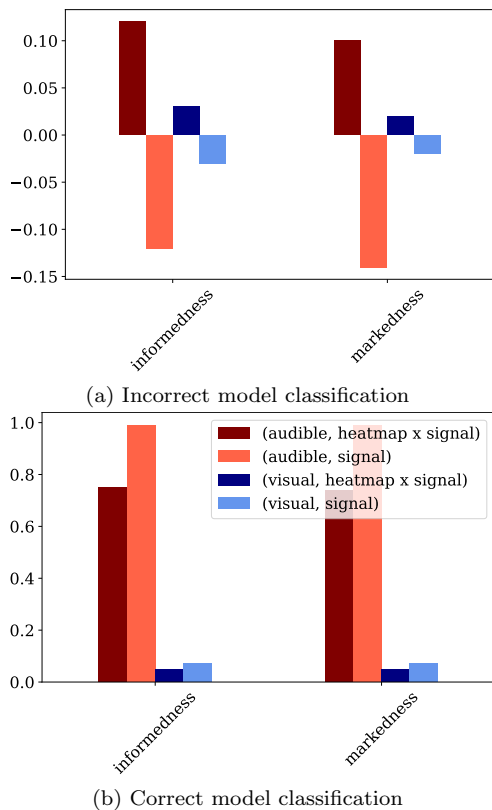 0.10
0.05
0.00
−0.05
−0.10
−0.15
informedness
markedness
(a) Incorrect model classification
1.0
0.8
0.6
0.4
0.2
0.0
(audible, heatmap x signal)
(audible, signal)
(visual, heatmap x signal)
(visual, signal)
informedness
markedness
(b) Correct model classification